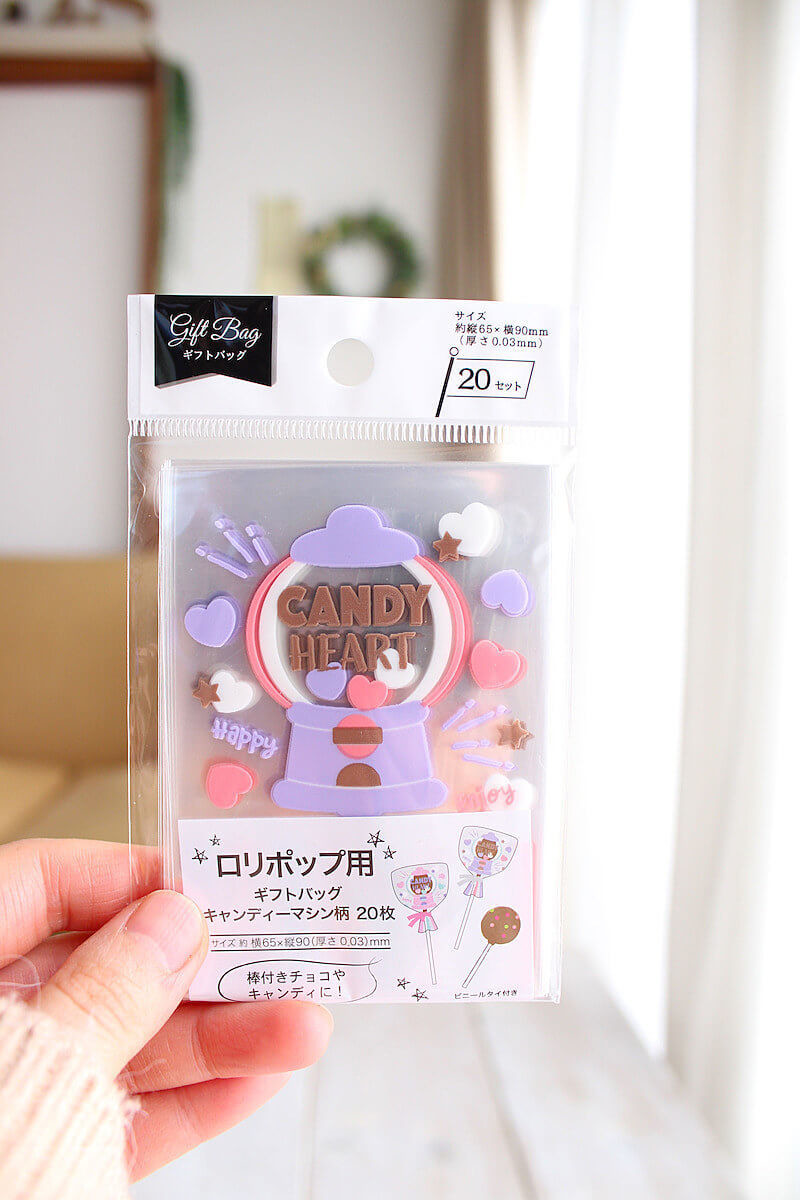 Gift Bag
ギフトバッグ
サイズ
約縦65×横90mm
(厚さ0.03mm)
20セット
CANDY
HEART
Happy
enjoy
ロリポップ用
ギフトバッグ
キャンディーマシン柄 20枚
サイズ 約 横65×縦90(厚さ0.03)mm
棒付きチョコや
キャンディに!
ビニールタイ付き